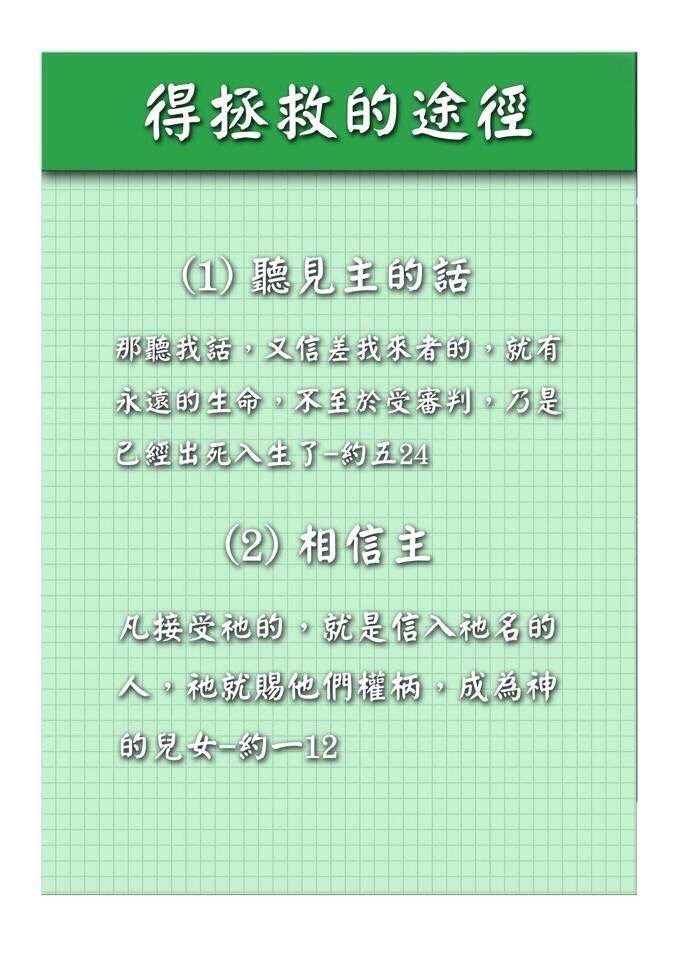 得拯救的途徑
(1) 聽見主的話
那聽我話，又信差我來者的，就有
永遠的生命，不至於受審判，乃是
已經出死入生了-約五24
(2) 相信主
凡接受祂的，就是信入祂名的
人，祂就賜他們權柄，成為神
的兒女-約一12